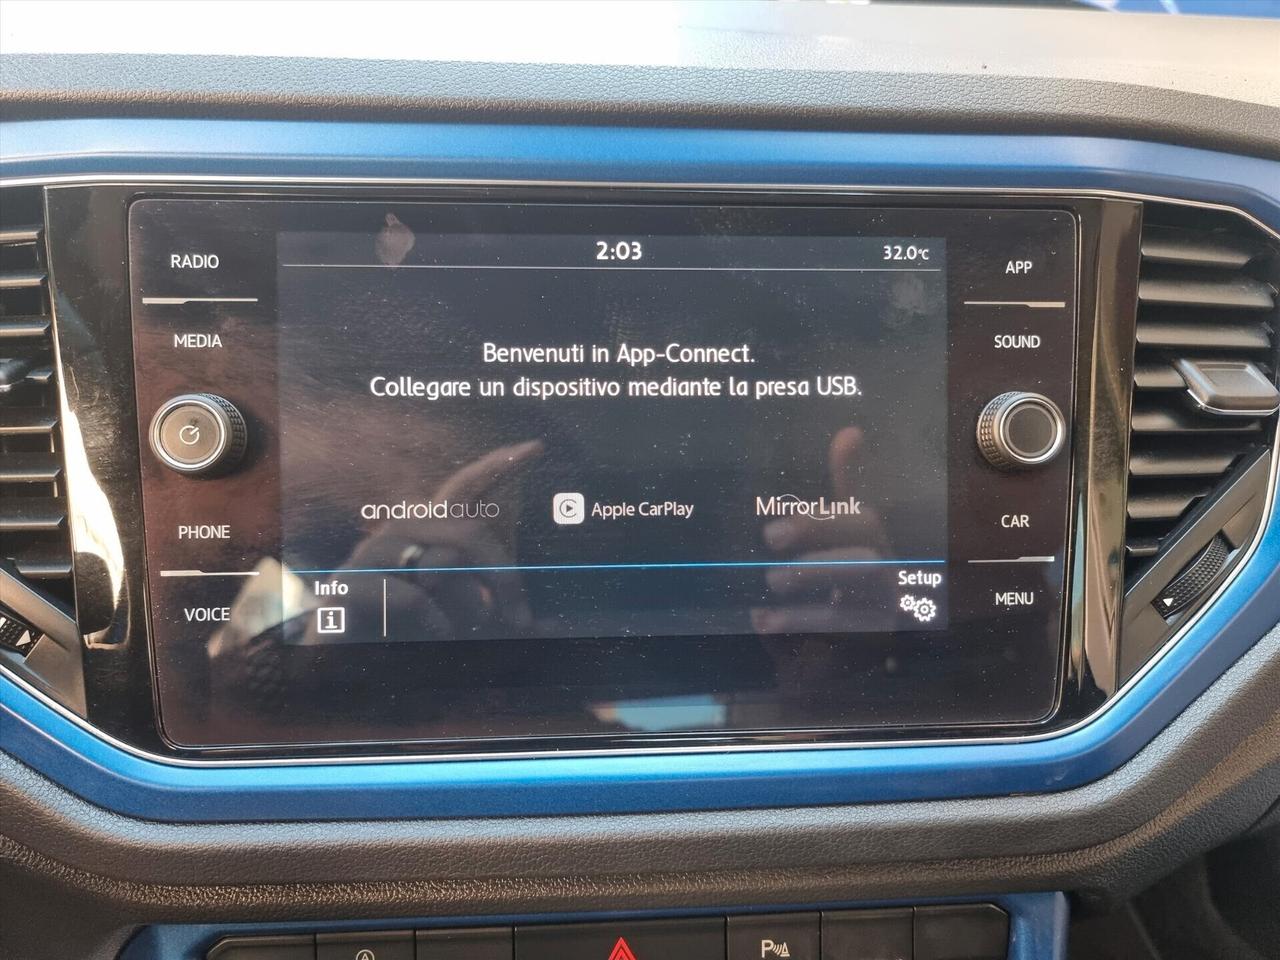 2:03
32.0°C
RADIO
MEDIA
PHONE
VOICE
Benvenuti in App-Connect.
Collegare un dispositivo mediante la presa USB.
androidauto
Apple CarPlay
MirrorLink
Info
i
Setup
APP
SOUND
CAR
MENU
A
P